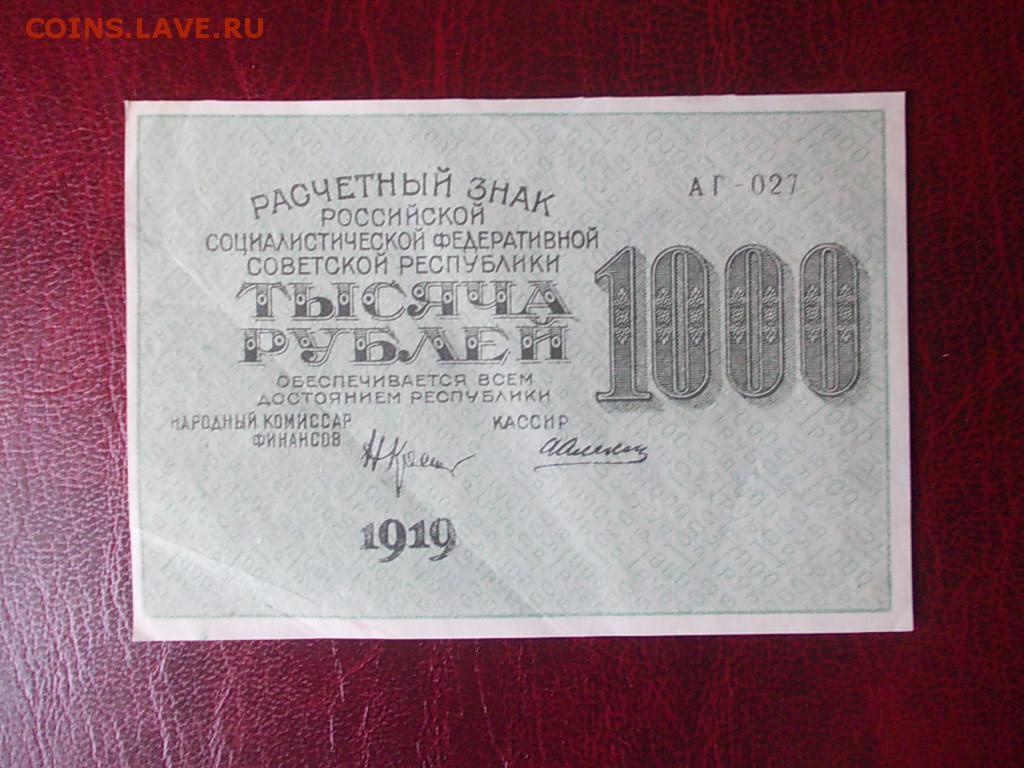 COINS.LAVE.RU
РАСЧЕТНЫЙ ЗНАК
АГ-027
РОССИЙСКОЙ
СОЦИАЛИСТИЧЕСКОЙ ФЕДЕРАТИВНОЙ
СОВЕТСКОЙ РЕСПУБЛИКИ
ТЫСЯЧА
РУБЛЕЙ
1000
ОБЕСПЕЧИВАЕТСЯ ВСЕМ
ДОСТОЯНИЕМ РЕСПУБЛИКИ
НАРОДНЫЙ КОМИССАР
ФИНАНСОВ
КАССИР
1919